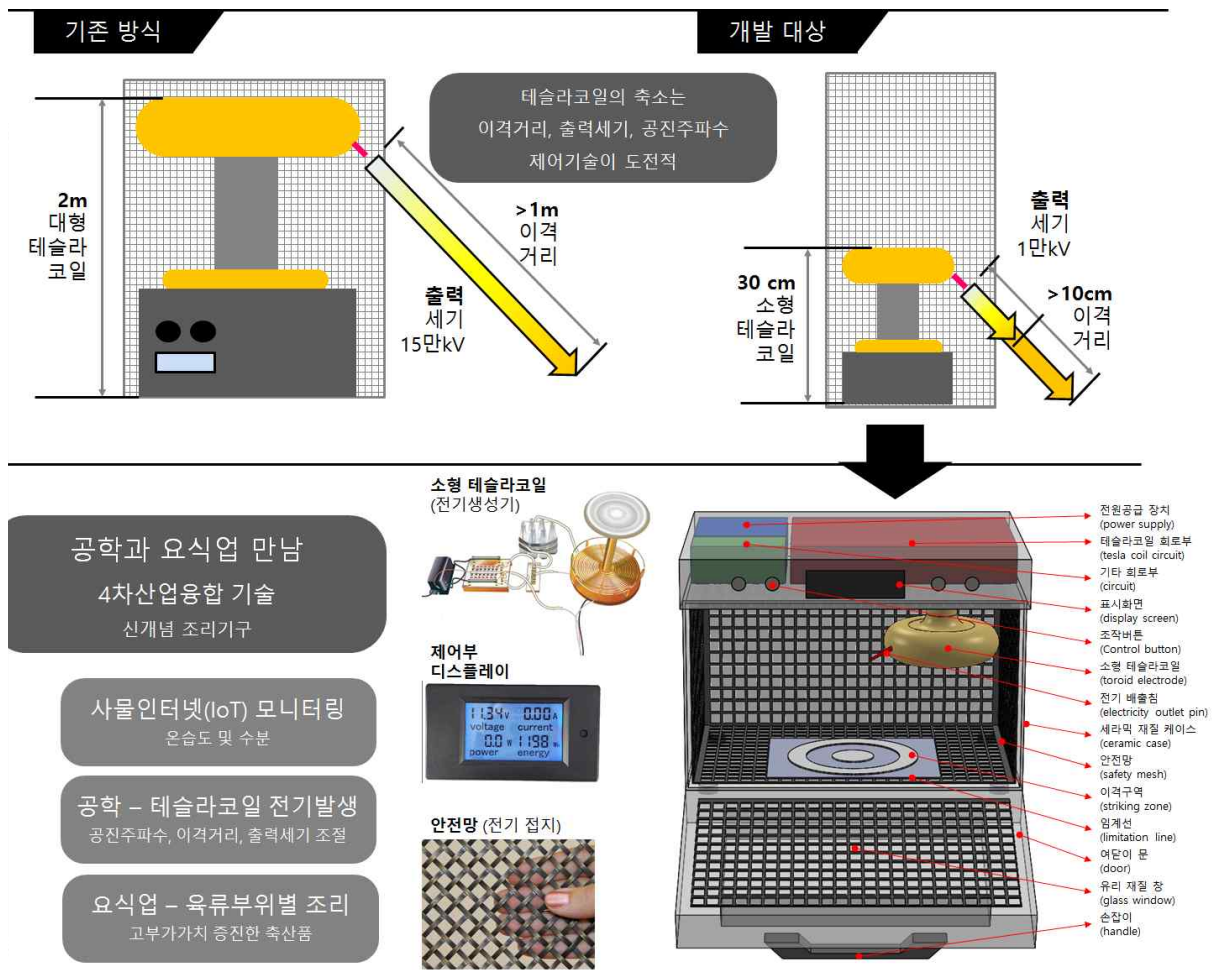 기존 방식
개발 대상
테슬라코일의 축소는
이격거리, 출력세기, 공진주파수
제어기술이 도전적
2m
대형
테슬라
코일
>1m
이격
거리
출력
세기
15만kV
30 cm
소형
테슬라
코일
출력
세기
1만kV
>10cm
이격
거리
공학과 요식업 만남
4차산업융합 기술
신개념 조리기구
사물인터넷(IoT) 모니터링
온습도 및 수분
공학 – 테슬라코일 전기발생
공진주파수, 이격거리, 출력세기 조절
요식업 – 육류부위별 조리
고부가가치 증진한 축산품
소형 테슬라코일
(전기생성기)
제어부
디스플레이
11.34v 0.00A
voltage current
0.0 W 1198
power energy
안전망 (전기 접지)
전원공급 장치
(power supply)
테슬라코일 회로부
(tesla coil circuit)
기타 회로부
(circuit)
표시화면
(display screen)
조작버튼
(Control button)
소형 테슬라코일
(toroid electrode)
전기 배출침
(electricity outlet pin)
세라믹 재질 케이스
(ceramic case)
안전망
(safety mesh)
이격구역
(striking zone)
임계선
(limitation line)
여닫이 문
(door)
유리 재질 창
(glass window)
손잡이
(handle)